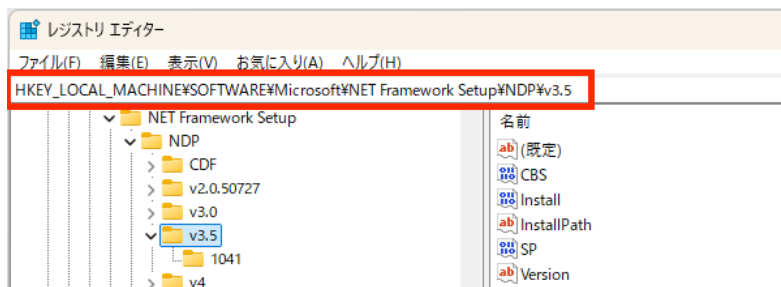 レジストリ エディター
ファイル(F) 編集(E) 表示(V) お気に入り(A) ヘルプ(H)
HKEY_LOCAL_MACHINE¥SOFTWARE¥Microsoft¥NET Framework Setup¥NDP¥v3.5
NET Framework Setup
NDP
CDF
v2.0.50727
v3.0
v3.5
1041
v4
名前
(既定)
CBS
Install
InstallPath
SP
Version